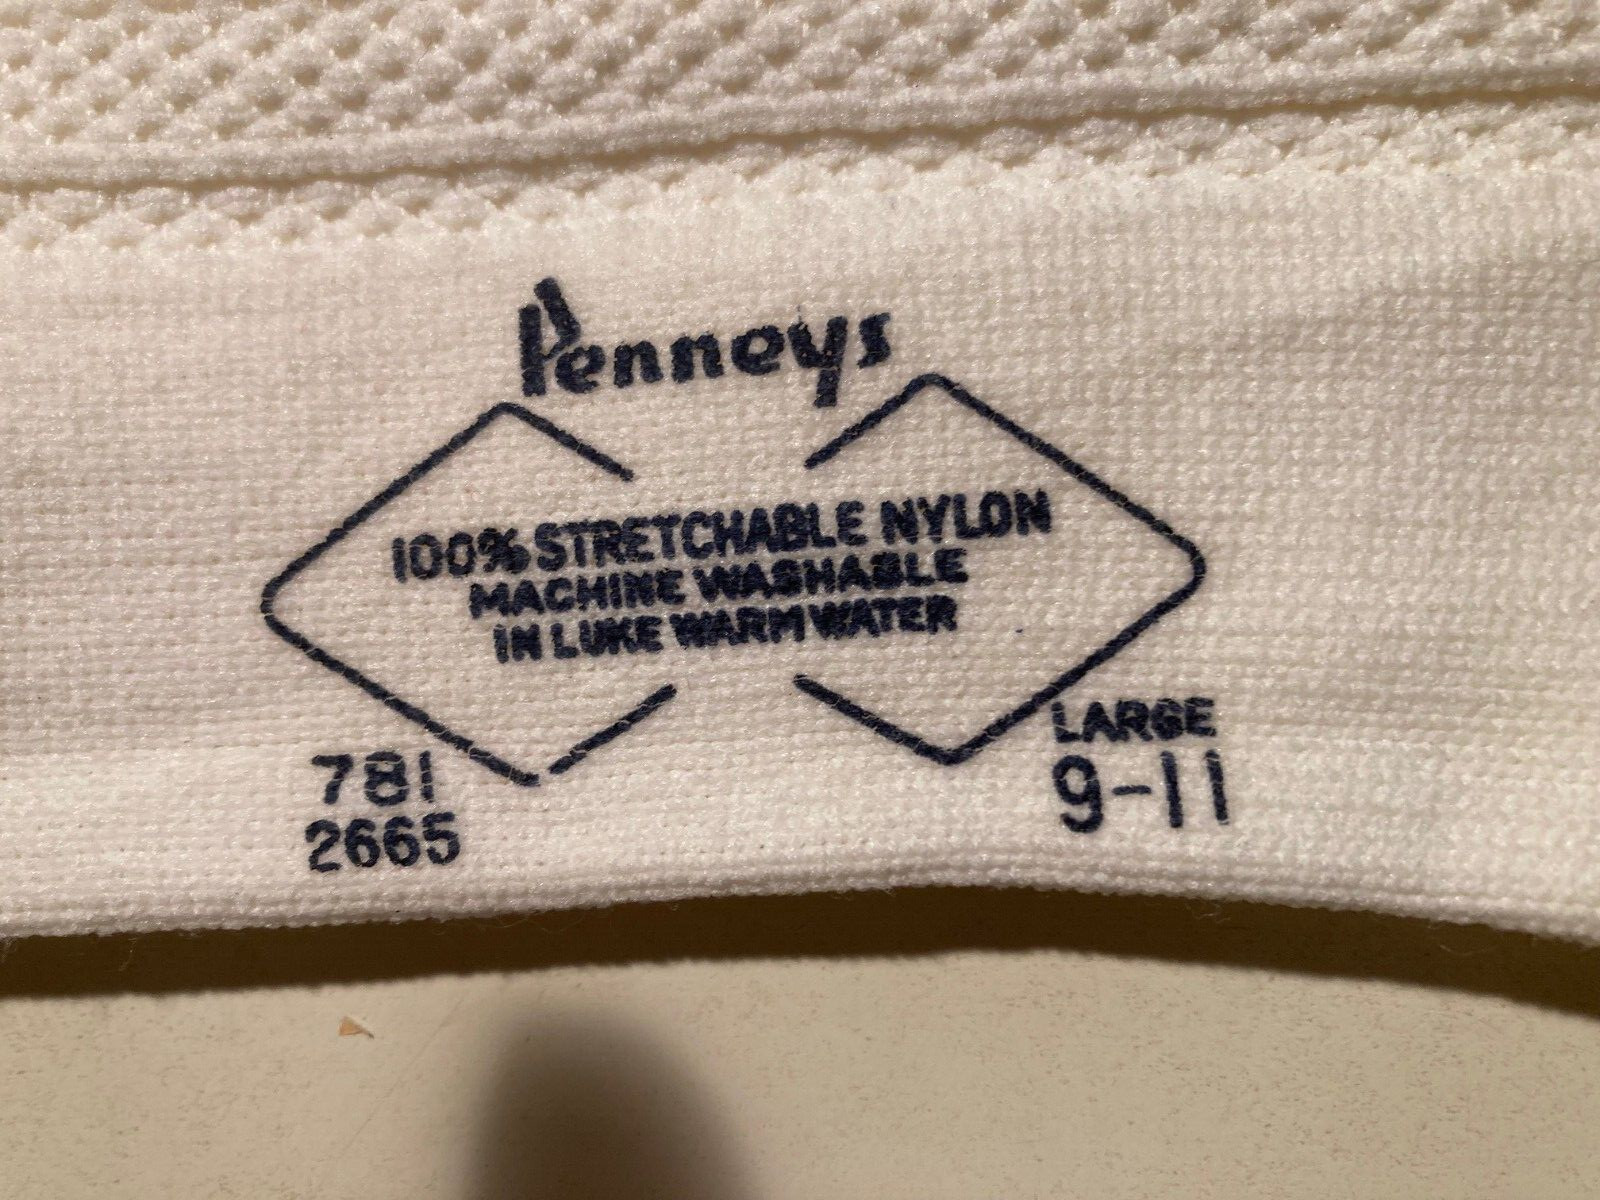 Penneys
100% STRETCHABLE NYLON
MACHINE WASHABLE
IN LUKE WARM WATER
781
2665
LARGE
9-11